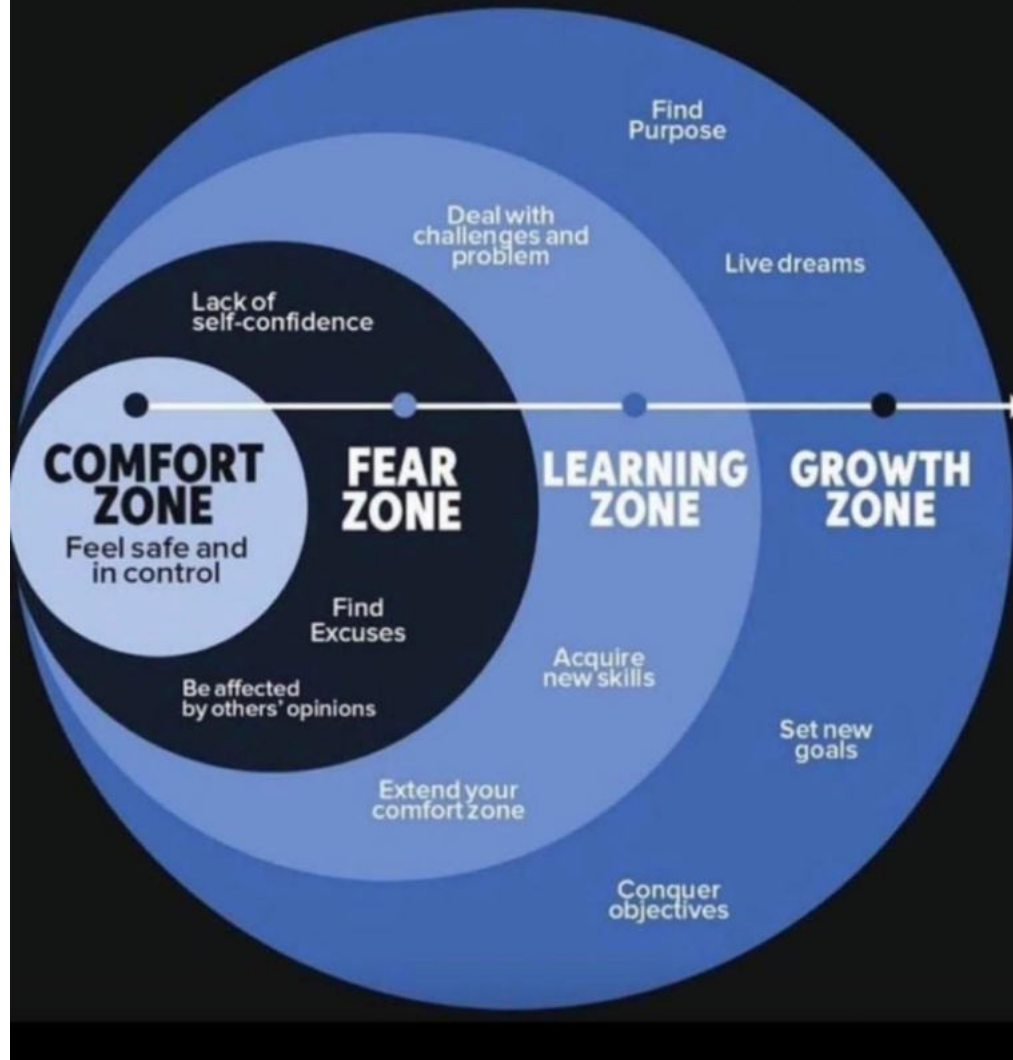 Find
Purpose
Deal with
challenges and
problem
Live dreams
Lack of
self-confidence
COMFORT
ZONE
Feel safe and
in control
FEAR
ZONE
LEARNING
ZONE
GROWTH
ZONE
Find
Excuses
Acquire
new skills
Be affected
by others' opinions
Set new
goals
Extend your
comfort zone
Conquer
objectives